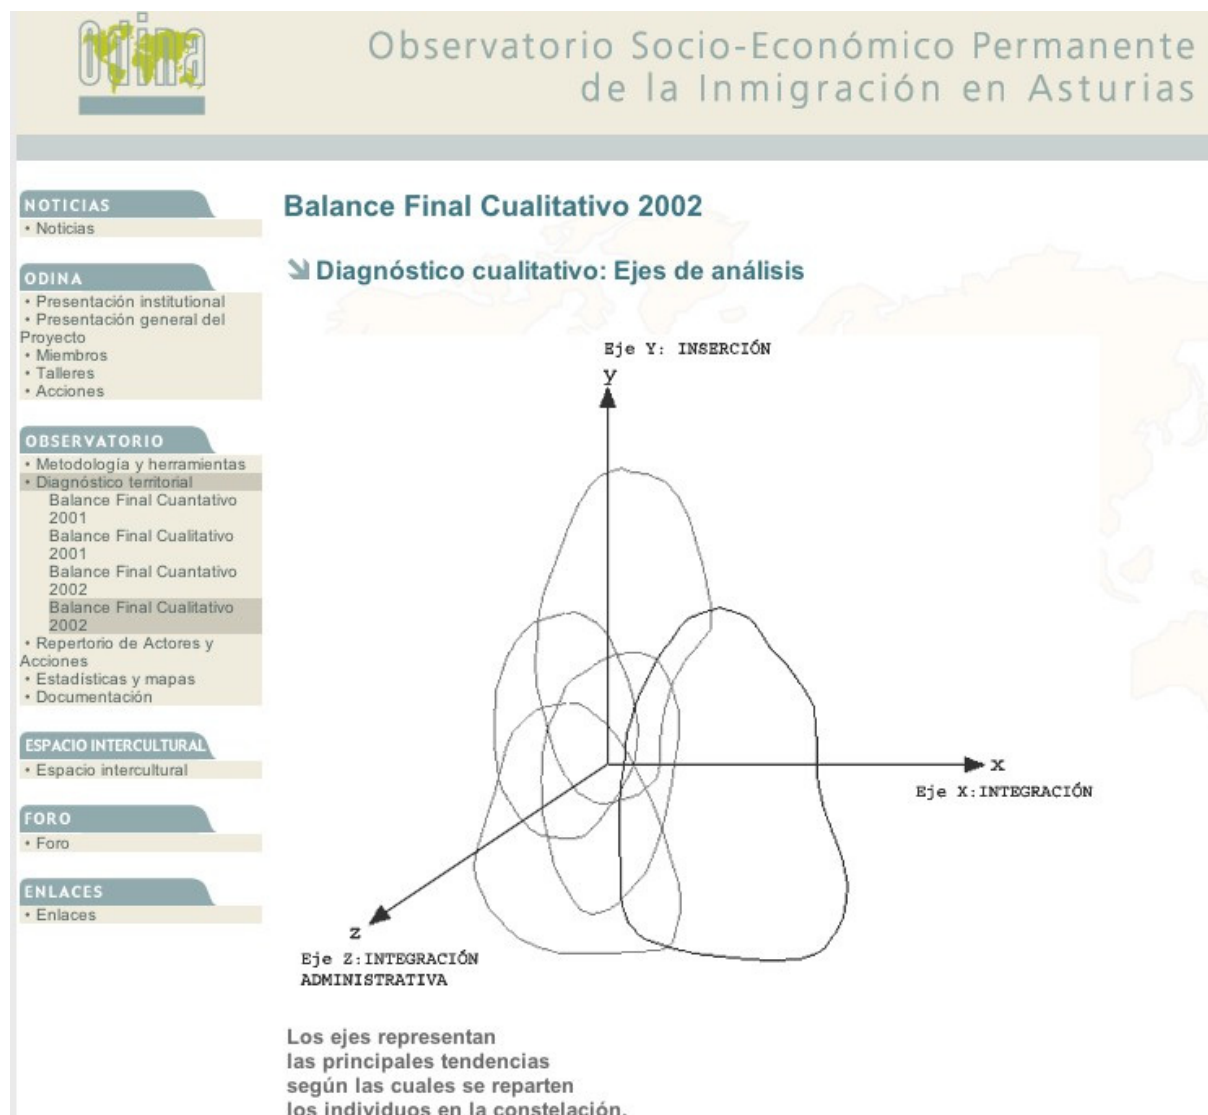 Odina
Observatorio Socio-Económico Permanente
de la Inmigración en Asturias
NOTICIAS
• Noticias
ODINA
• Presentación institutional
• Presentación general del
Proyecto
• Miembros
• Talleres
• Acciones
OBSERVATORIO
• Metodología y herramientas
• Diagnóstico territorial
Balance Final Cuantativo
2001
Balance Final Cualitativo
2001
Balance Final Cuantativo
2002
Balance Final Cualitativo
2002
• Repertorio de Actores y
Acciones
• Estadísticas y mapas
• Documentación
ESPACIO INTERCULTURAL
• Espacio intercultural
FORO
• Foro
ENLACES
• Enlaces
Balance Final Cualitativo 2002
Diagnóstico cualitativo: Ejes de análisis
Eje Y: INSERCIÓN
y
x
Eje X:INTEGRACIÓN
z
Eje Z:INTEGRACIÓN
ADMINISTRATIVA
Los ejes representan
las principales tendencias
según las cuales se reparten
los individuos en la constelación.